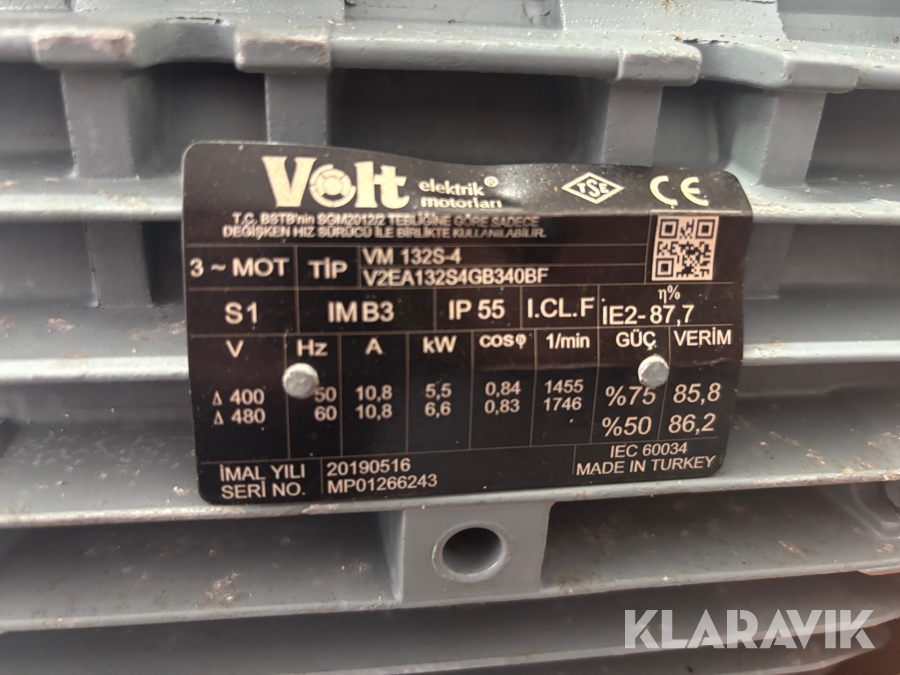 Volt elektrik® motorları
TSE CE
T.C. BSTB'nin SGM2012/2 TEBLİĞİNE GÖRE SADECE
DEĞİŞKEN HIZ SÜRÜCÜ İLE BİRLİKTE KULLANILABİLİR.
3 ~ MOT TİP VM 132S-4
V2EA132S4GB340BF
S1 IM B3 IP 55 I.CL.F η%
IE2- 87,7
V Hz A kW cosφ 1/min GÜÇ VERİM
Δ 400 50 10,8 5,5 0,84 1455 %75 85,8
Δ 480 60 10,8 6,6 0,83 1746
%50 86,2
İMAL YILI 20190516
SERİ NO. MP01266243
IEC 60034
MADE IN TURKEY
KLARAVIK